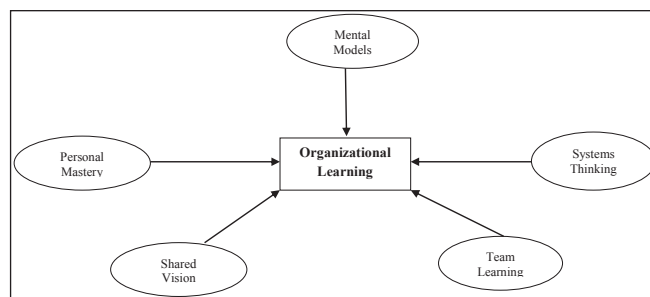 Mental
Models
Organizational
Learning
Personal
Mastery
Systems
Thinking
Shared
Vision
Team
Learning